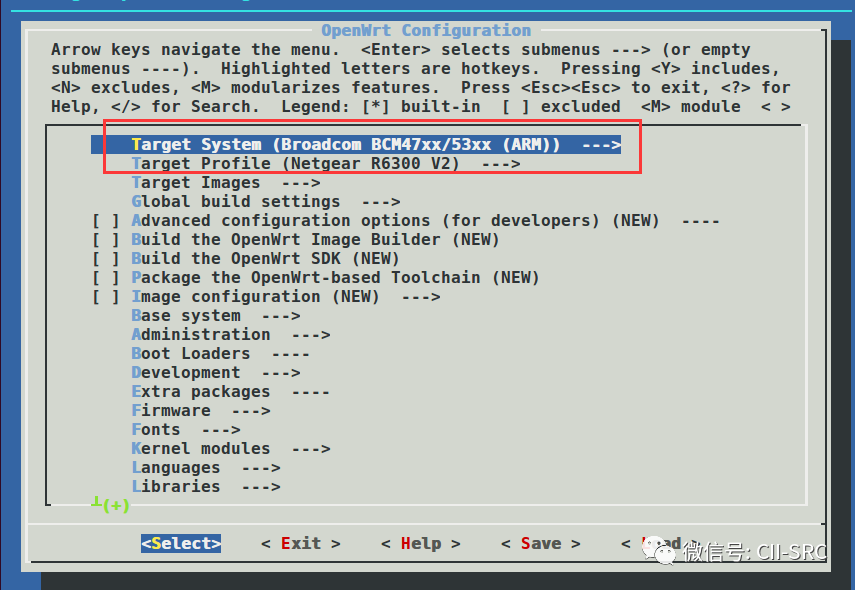 OpenWrt Configuration
Arrow keys navigate the menu.  <Enter> selects submenus ---> (or empty
submenus ----).  Highlighted letters are hotkeys.  Pressing <Y> includes,
<N> excludes, <M> modularizes features.  Press <Esc><Esc> to exit, <?> for
Help, </> for Search.  Legend: [*] built-in  [ ] excluded  <M> module  < >
Target System (Broadcom BCM47xx/53xx (ARM))  --->
Target Profile (Netgear R6300 V2)  --->
Target Images  --->
Global build settings  --->
[ ] Advanced configuration options (for developers) (NEW)  ----
[ ] Build the OpenWrt Image Builder (NEW)
[ ] Build the OpenWrt SDK (NEW)
[ ] Package the OpenWrt-based Toolchain (NEW)
[ ] Image configuration (NEW)  --->
Base system  --->
Administration  --->
Boot Loaders  ----
Development  --->
Extra packages  ----
Firmware  --->
Fonts  --->
Kernel modules  --->
Languages  --->
Libraries  --->
┴(+)
<Select>    < Exit >    < Help >    < Save >    <
微信号: CII-SRC